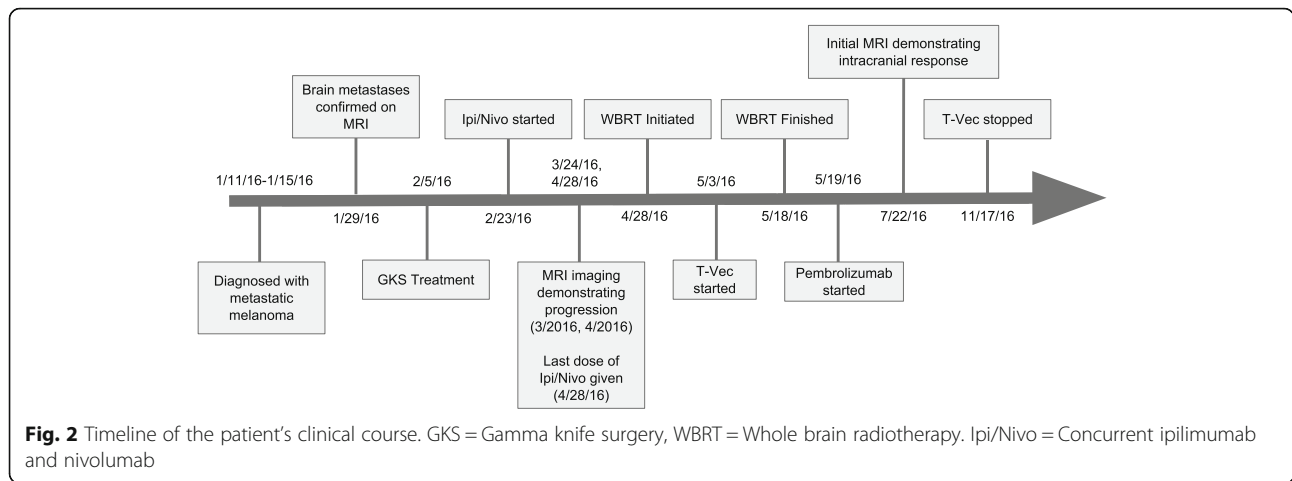 Initial MRI demonstrating
intracranial response
Brain metastases
confirmed on
MRI
Ipi/Nivo started
WBRT Initiated
WBRT Finished
T-Vec stopped
1/11/16-1/15/16
2/5/16
3/24/16,
4/28/16
5/3/16
5/19/16
1/29/16
2/23/16
4/28/16
5/18/16
7/22/16
11/17/16
Diagnosed with
metastatic
melanoma
GKS Treatment
MRI imaging
demonstrating
progression
(3/2016, 4/2016)
Last dose of
Ipi/Nivo given
(4/28/16)
T-Vec
started
Pembrolizumab
started
Fig. 2 Timeline of the patient's clinical course. GKS = Gamma knife surgery, WBRT = Whole brain radiotherapy. Ipi/Nivo = Concurrent ipilimumab
and nivolumab